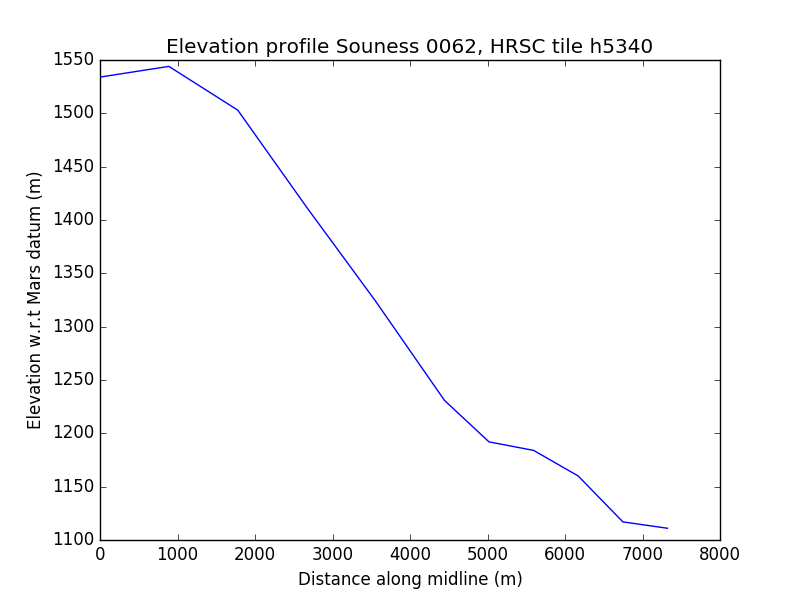 Elevation profile Souness 0062, HRSC tile h5340
1550
1500
1450
1400
1350
1300
1250
1200
1150
1100
Elevation w.r.t Mars datum (m)
0 1000 2000 3000 4000 5000 6000 7000 8000
Distance along midline (m)